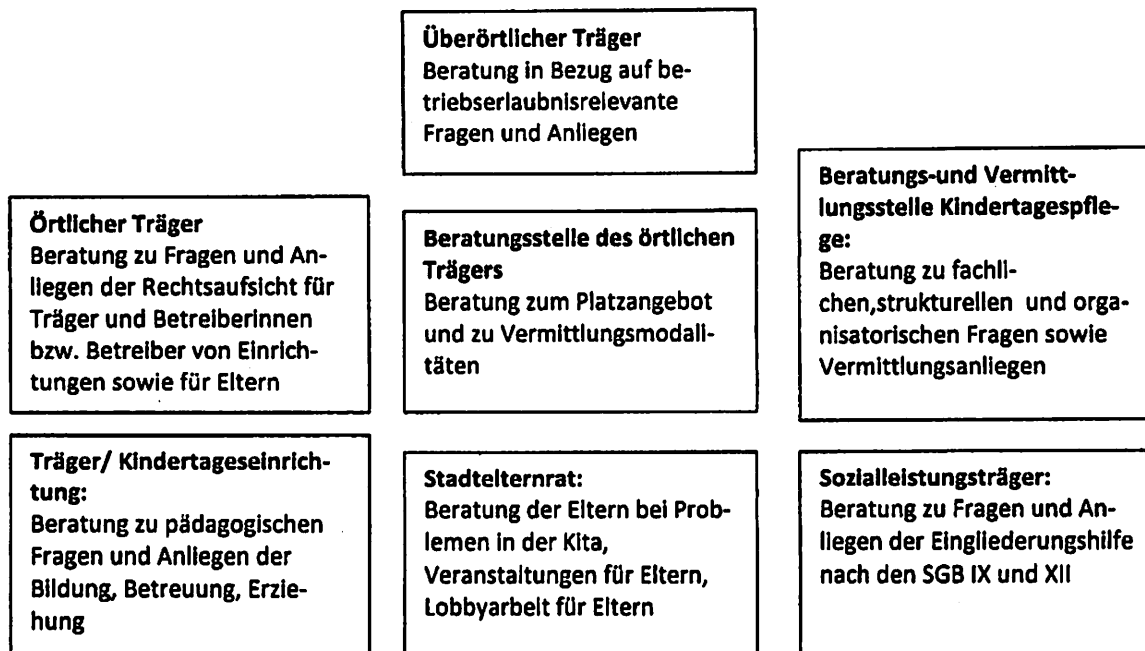 Überörtlicher Träger
Beratung in Bezug auf be-
triebserlaubnisrelevante
Fragen und Anliegen
Örtlicher Träger
Beratung zu Fragen und An-
liegen der Rechtsaufsicht für
Träger und Betreiberinnen
bzw. Betreiber von Einrich-
tungen sowie für Eltern
Beratungsstelle des örtlichen
Trägers
Beratung zum Platzangebot
und zu Vermittlungsmodali-
täten
Beratungs-und Vermitt-
lungsstelle Kindertagespfle-
ge:
Beratung zu fachli-
chen,strukturellen und orga-
nisatorischen Fragen sowie
Vermittlungsanliegen
Träger/ Kindertageseinrich-
tung:
Beratung zu pädagogischen
Fragen und Anliegen der
Bildung, Betreuung, Erzie-
hung
Stadtelternrat:
Beratung der Eltern bei Prob-
lemen in der Kita,
Veranstaltungen für Eltern,
Lobbyarbeit für Eltern
Sozialleistungsträger:
Beratung zu Fragen und An-
liegen der Eingliederungshilfe
nach den SGB IX und XII